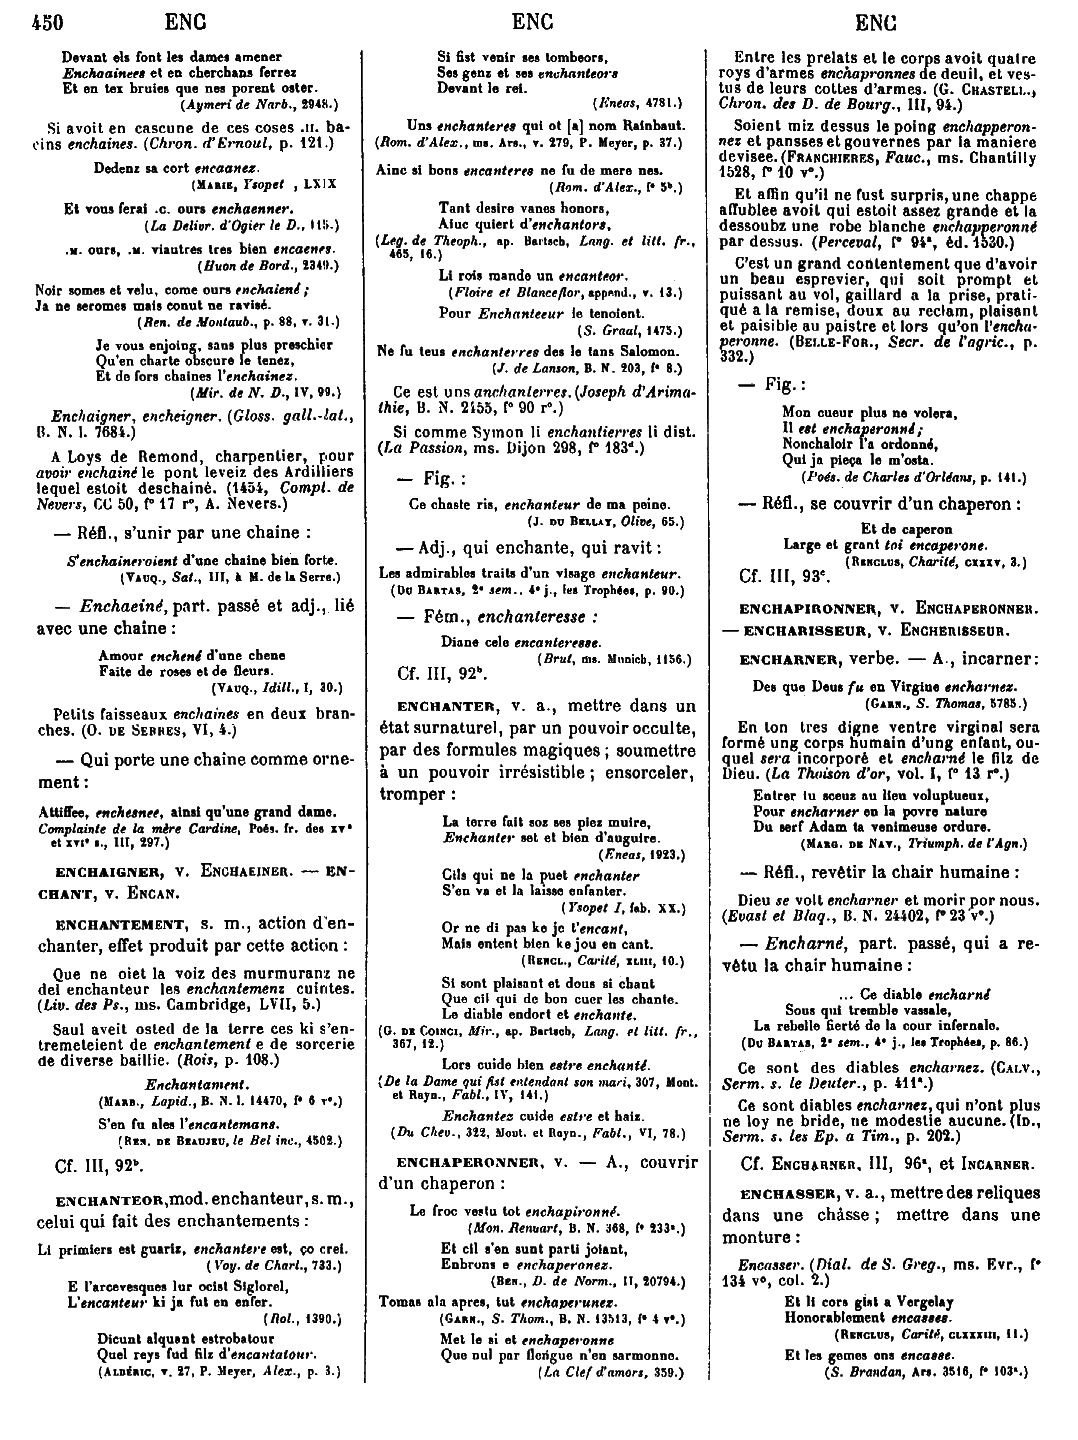 450 ENC ENC ENC
Devant els font les dames amener
Enchaainees et en cherchans ferrez
Et en tex bruies que nes porent oster.
(Aymeri de Narb., 2948.)
Si avoit en cascune de ces coses .II. ba-
cins enchaines. (Chron. d'Ernoul, p. 121.)
Dedenz sa cort encaanez.
(MARIE, Ysopet , LXIX
Et vous ferai .c. ours enchaenner.
(La Delivr. d'Ogier le D., 115.)
.M. ours, .M. viautres tres bien encaenes.
(Huon de Bord., 2349.)
Noir somes et velu, come ours enchaiené ;
Ja ne seromes mais conut ne ravisé.
(Ren. de Montaub., p. 88, v. 31.)
Je vous enjoing, sans plus preschier
Qu'en charte obscure le tenez,
Et de fors chaines l'enchainez.
(Mir. de N. D., IV, 99.)
Enchaigner, encheigner. (Gloss. gall.-lat.,
B. N. l. 7684.)
A Loys de Remond, charpentier, pour
avoir enchainé le pont leveiz des Ardilliers
lequel estoit deschainé. (1454, Compt. de
Nevers, CC 50, f° 17 r°, A. Nevers.)
— Réfl., s'unir par une chaine :
S'enchaineroient d'une chaine bien forte.
(VAUQ., Sat., III, à M. de la Serre.)
— Enchaeiné, part. passé et adj., lié
avec une chaîne :
Amour enchené d'une chene
Faite de roses et de fleurs.
(VAUQ., Idill., I, 30.)
Petits faisseaux enchaines en deux bran-
ches. (O. DE SERRES, VI, 4.)
— Qui porte une chaine comme orne-
ment :
Attiffee, enchesnee, ainsi qu'une grand dame.
Complainte de la mère Cardine, Poés. fr. des XVe
et XVIe s., III, 297.)
ENCHAIGNER, v. ENCHAEINER. — EN-
CHANT, v. ENCAN.
ENCHANTEMENT, s. m., action d'en-
chanter, effet produit par cette action :
Que ne oiet la voiz des murmuranz ne
del enchanteur les enchantemenz cuintes.
(Liv. des Ps., ms. Cambridge, LVII, 5.)
Saul aveit osted de la terre ces ki s'en-
tremeteient de enchantement e de sorcerie
de diverse baillie. (Rois, p. 108.)
Enchantament.
(MARB., Lapid., B. N. l. 14470, f° 6 v°.)
S'en fu ales l'encantemans.
(REN. DE BEAUJEU, le Bel inc., 4502.)
Cf. III, 92b.
ENCHANTEOR, mod. enchanteur, s. m.,
celui qui fait des enchantements :
Li primiers est guariz, enchantere est, ço crei.
(Voy. de Charl., 733.)
E l'arcevesques lur ocist Siglorel,
L'encanteur ki ja fut en enfer.
(Rol., 1390.)
Dicunt alquant estrobatour
Quel reys fud filz d'encantatour.
(ALBÉRIC, v. 27, P. Meyer, Alex., p. 3.)
Si fist venir ses tombeors,
Ses genz et ses enchanteors
Devant le rei.
(Eneas, 4781.)
Uns enchanteres qui ot [a] nom Rainbaut.
(Rom. d'Alex., ms. Ars., v. 279, P. Meyer, p. 37.)
Ainc si bons encanteres ne fu de mere nes.
(Rom. d'Alex., f° 5b.)
Tant desire vanes honors,
Aiuc quiert d'enchantors,
(Leg. de Theoph., ap. Bartsch, Lang. et litt. fr.,
465, 16.)
Li rois mande un encanteor.
(Floire et Blanceflor, append., v. 13.)
Pour Enchanteeur le tenoient.
(S. Graal, 1475.)
Ne fu teus enchanterres des le tans Salomon.
(J. de Lanson, B. N. 203, f° 8.)
Ce est uns anchanterres. (Joseph d'Arima-
thie, B. N. 2455, f° 90 r°.)
Si comme Symon li enchantierres li dist.
(La Passion, ms. Dijon 298, f° 183d.)
— Fig. :
Ce chaste ris, enchanteur de ma peine.
(J. DU BELLAY, Olive, 65.)
— Adj., qui enchante, qui ravit :
Les admirables traits d'un visage enchanteur.
(DU BARTAS, 2e sem., 4e j., les Trophées, p. 90.)
— Fém., enchanteresse :
Diane cele encanteresse.
(Brut, ms. Munich, 1156.)
Cf. III, 92b.
ENCHANTER, v. a., mettre dans un
état surnaturel, par un pouvoir occulte,
par des formules magiques ; soumettre
à un pouvoir irrésistible ; ensorceler,
tromper :
La terre fait soz ses piez muire,
Enchanter set et bien d'auguire.
(Eneas, 1923.)
Cils qui ne la puet enchanter
S'en va et la laisse enfanter.
(Ysopet I, fab. XX.)
Or ne di pas ke je t'encant,
Mais entent bien ke jou en cant.
(RENCL., Carité, XLIII, 10.)
Si sont plaisant et dous si chant
Que cil qui de bon cuer les chante.
Le diable endort et enchante.
(G. DE COINCI, Mir., ap. Bartsch, Lang. et litt. fr.,
367, 12.)
Lors cuide bien estre enchanté.
(De la Dame qui fist entendant son mari, 307, Mont.
et Rayn., Fabl., IV, 141.)
Enchantez cuide estre et haiz.
(Du Chev., 322, Mont. et Rayn., Fabl., VI, 78.)
ENCHAPERONNER, v. — A., couvrir
d'un chaperon :
Le froc vestu tot enchapironné.
(Mon. Renuart, B. N. 368, f° 233a.)
Et cil s'en sunt parti joiant,
Enbruns e enchaperonez.
(BEN., D. de Norm., II, 20794.)
Tomas ala apres, tut enchaperunez.
(GARN., S. Thom., B. N. 13513, f° 4 v°.)
Met le si et enchaperonne
Que nul par florigue n'en sarmonne.
(La Clef d'amors, 359.)
Entre les prelats et le corps avoit quatre
roys d'armes enchapronnes de deuil, et ves-
tus de leurs cottes d'armes. (G. CHASTELL.,
Chron. des D. de Bourg., III, 94.)
Soient miz dessus le poing enchapperon-
nez et pansses et gouvernes par la maniere
devisee. (FRANCHIERES, Fauc., ms. Chantilly
1528, f° 10 v°.)
Et affin qu'il ne fust surpris, une chappe
affublee avoit qui estoit assez grande et la
dessoubz une robe blanche enchapperonné
par dessus. (Perceval, f° 94a, éd. 1530.)
C'est un grand contentement que d'avoir
un beau esprevier, qui soit prompt et
puissant au vol, gaillard a la prise, prati-
qué a la remise, doux au reclam, plaisant
et paisible au paistre et lors qu'on l'encha-
peronne. (BELLE-FOR., Secr. de l'agric., p.
332.)
— Fig. :
Mon cueur plus ne volera,
Il est enchaperonné ;
Nonchaloir l'a ordonné,
Qui ja pieça le m'osta.
(Poés. de Charles d'Orléans, p. 141.)
— Réfl., se couvrir d'un chaperon :
Et de caperon
Large et grant toi encaperone.
(RENCLUS, Charité, CXXXV, 3.)
Cf. III, 93c.
ENCHAPIRONNER, v. ENCHAPERONNER.
— ENCHARISSEUR, v. ENCHERISSEUR.
ENCHARNER, verbe. — A., incarner :
Des que Deus fu en Virgine encharnez.
(GARN., S. Thomas, 5785.)
En ton tres digne ventre virginal sera
formé ung corps humain d'ung enfant, ou-
quel sera incorporé et encharné le filz de
Dieu. (La Thoison d'or, vol. I, f° 13 r°.)
Entrer tu sceuz au lieu voluptueux,
Pour encharner en la povre nature
Du serf Adam ta venimeuse ordure.
(MARG. DE NAV., Triumph. de l'Agn.)
— Réfl., revêtir la chair humaine :
Dieu se volt encharner et morir por nous.
(Evast et Blaq., B. N. 24402, f° 23 v°.)
— Encharné, part. passé, qui a re-
vêtu la chair humaine :
... Ce diable encharné
Sous qui tremble vassale,
La rebelle fierté de la cour infernale.
(DU BARTAS, 2e sem., 4e j., les Trophées, p. 86.)
Ce sont des diables encharnez. (CALV.,
Serm. s. le Deuter., p. 411a.)
Ce sont diables encharnez, qui n'ont plus
ne loy ne bride, ne modestie aucune. (ID.,
Serm. s. les Ep. a Tim., p. 202.)
Cf. ENCHARNER, III, 96a, et INCARNER.
ENCHASSER, v. a., mettre des reliques
dans une châsse ; mettre dans une
monture :
Encasser. (Dial. de S. Greg., ms. Evr., f°
134 v°, col. 2.)
Et li cors gist a Vergelay
Honorablement encasses.
(RENCLUS, Carité, CLXXXIII, 11.)
Et les gemes ens encasse.
(S. Brandan, Ars. 3516, f° 103a.)